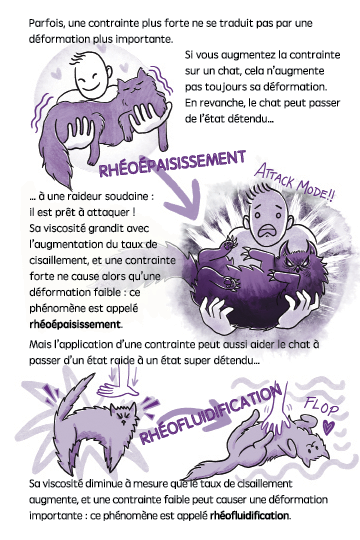 Parfois, une contrainte plus forte ne se traduit pas par une
déformation plus importante.
Si vous augmentez la contrainte
sur un chat, cela n'augmente
pas toujours sa déformation.
En revanche, le chat peut passer
de l'état détendu...
RHÉOÉPAISISSEMENT
ATTACK MODE!!
... à une raideur soudaine :
il est prêt à attaquer !
Sa viscosité grandit avec
l'augmentation du taux de
cisaillement, et une contrainte
forte ne cause alors qu'une
déformation faible : ce
phénomène est appelé
rhéoépaisissement.
Mais l'application d'une contrainte peut aussi aider le chat à
passer d'un état raide à un état super détendu...
RHÉOFLUIDIFICATION
FLOP
Sa viscosité diminue à mesure que le taux de cisaillement
augmente, et une contrainte faible peut causer une déformation
importante : ce phénomène est appelé rhéofluidification.